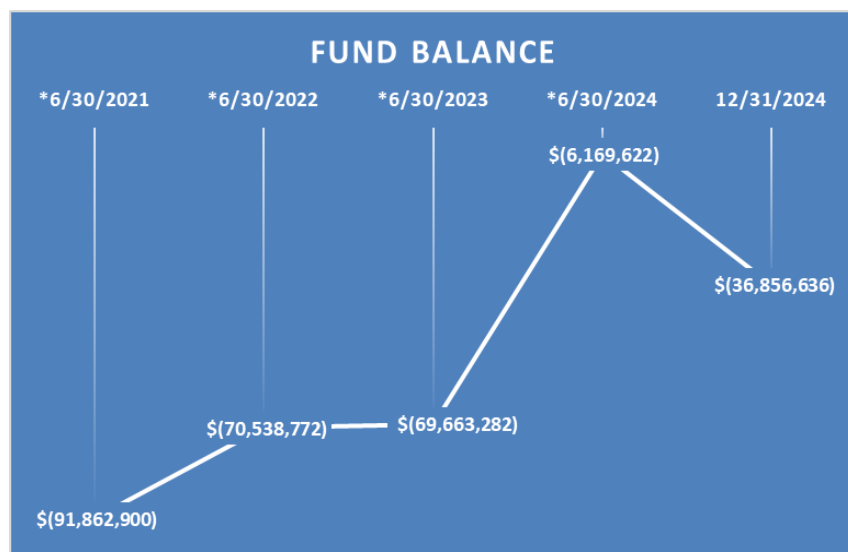 FUND BALANCE
*6/30/2021 *6/30/2022 *6/30/2023 *6/30/2024 12/31/2024
$(6,169,622)
$(36,856,636)
$(70,538,772) $(69,663,282)
$(91,862,900)